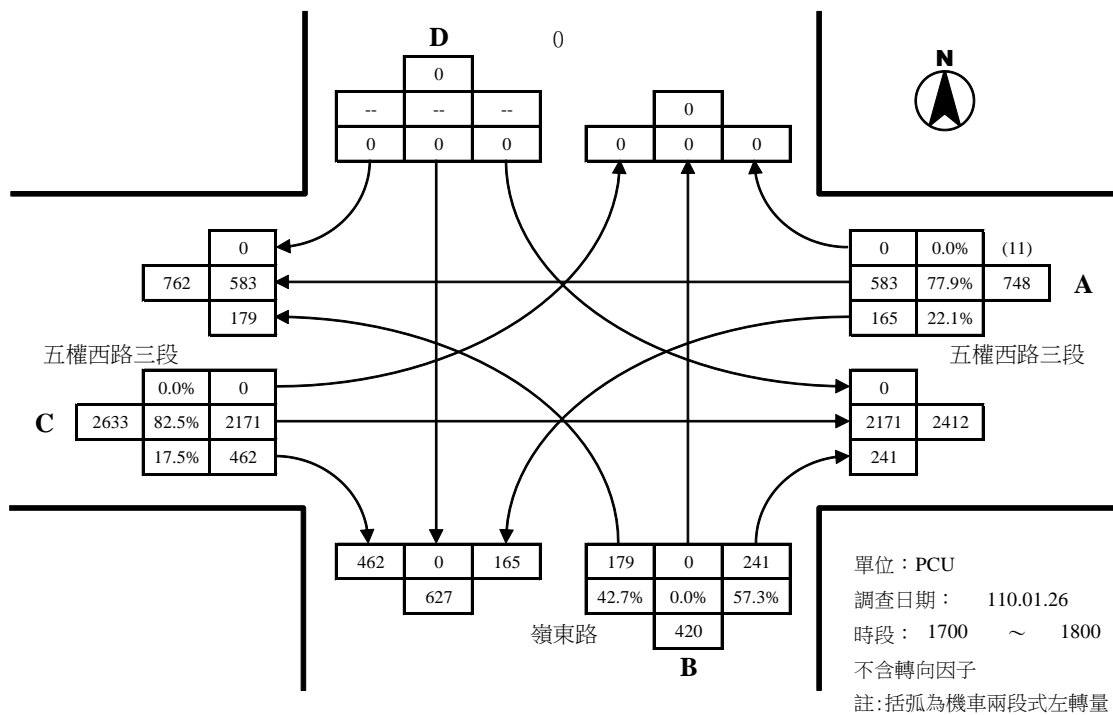 D
0
N
0
-- -- --
0 0 0
0
0 0 0
0
762 583
179
0 0.0% (11)
583 77.9% 748
165 22.1%
A
五權西路三段
五權西路三段
0.0% 0
C
2633 82.5% 2171
17.5% 462
0
2171 2412
241
462 0 165
627
179 0 241
42.7% 0.0% 57.3%
420
嶺東路
B
單位：PCU
調查日期： 110.01.26
時段： 1700 ～ 1800
不含轉向因子
註:括弧為機車兩段式左轉量